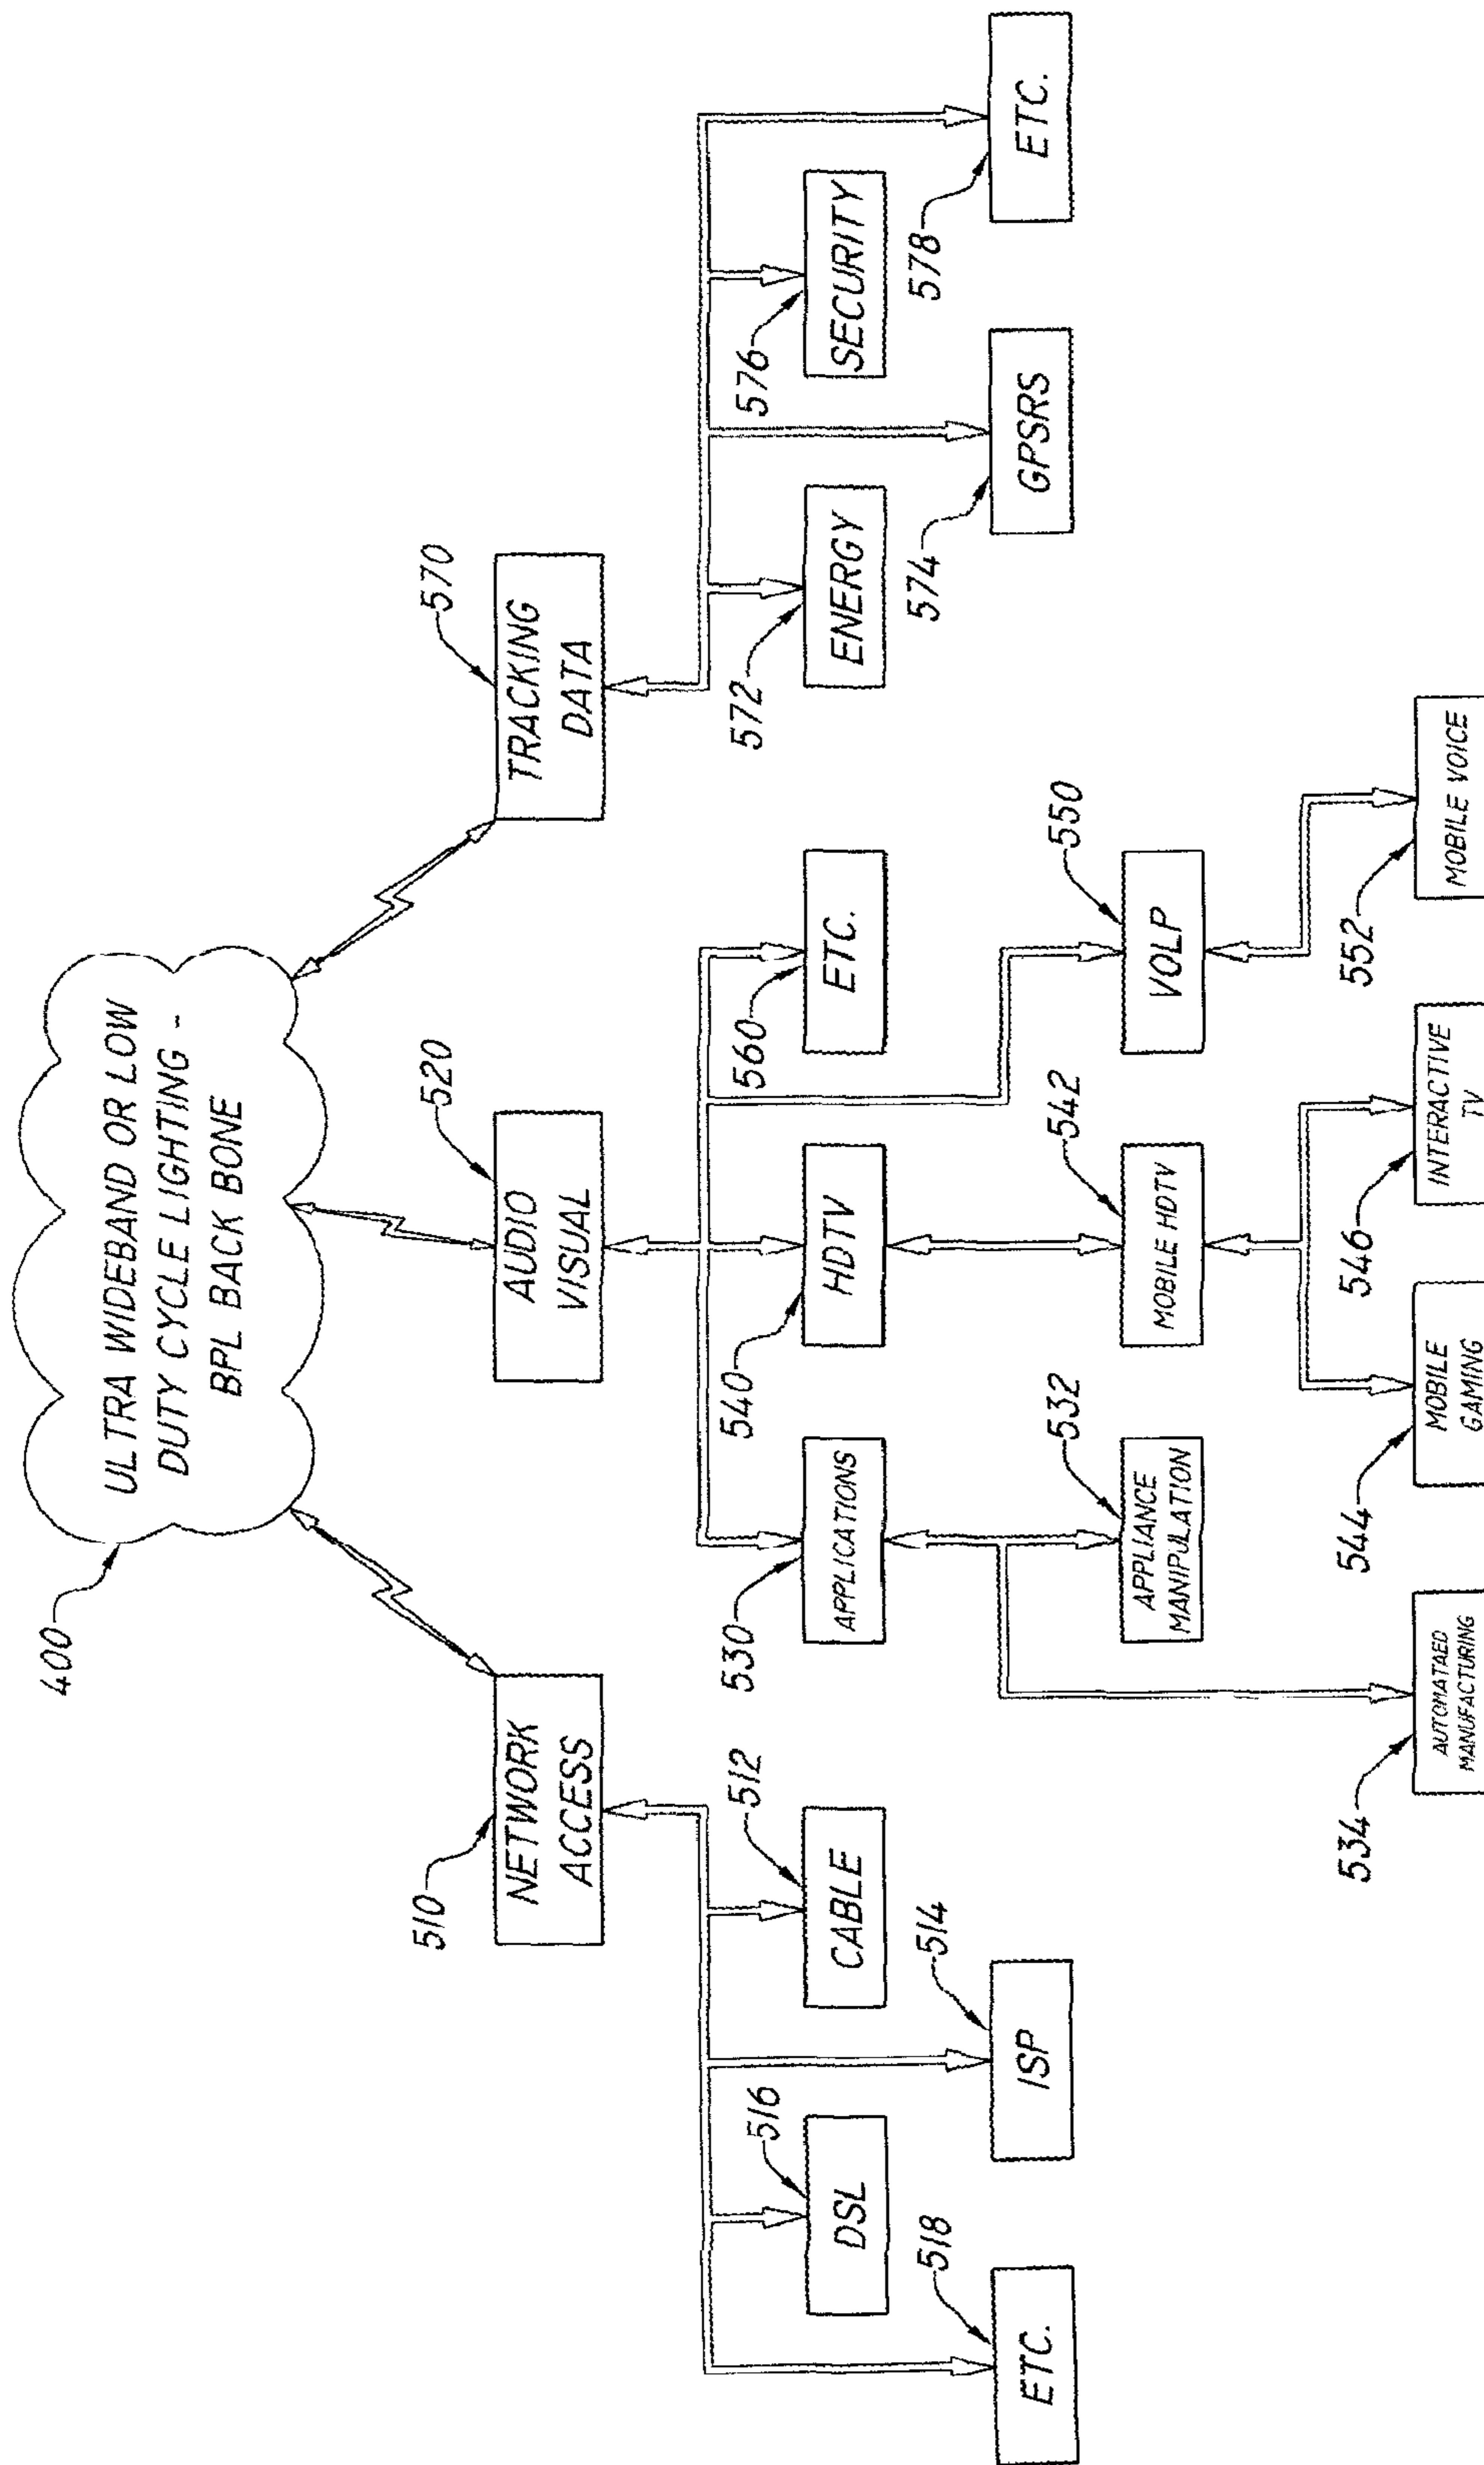 400
ULTRA WIDEBAND OR LOW
DUTY CYCLE LIGHTING -
BPL BACK BONE
510
NETWORK
ACCESS
520
AUDIO
VISUAL
570
TRACKING
DATA
518
ETC.
516
DSL
514
ISP
512
CABLE
530
APPLICATIONS
540
HDTV
560
ETC.
572
ENERGY
574
GPSRS
576
SECURITY
578
ETC.
532
APPLIANCE
MANIPULATION
542
MOBILE HDTV
550
VOLP
534
AUTOMATAED
MANUFACTURING
544
MOBILE
GAMING
546
INTERACTIVE
TV
552
MOBILE VOICE